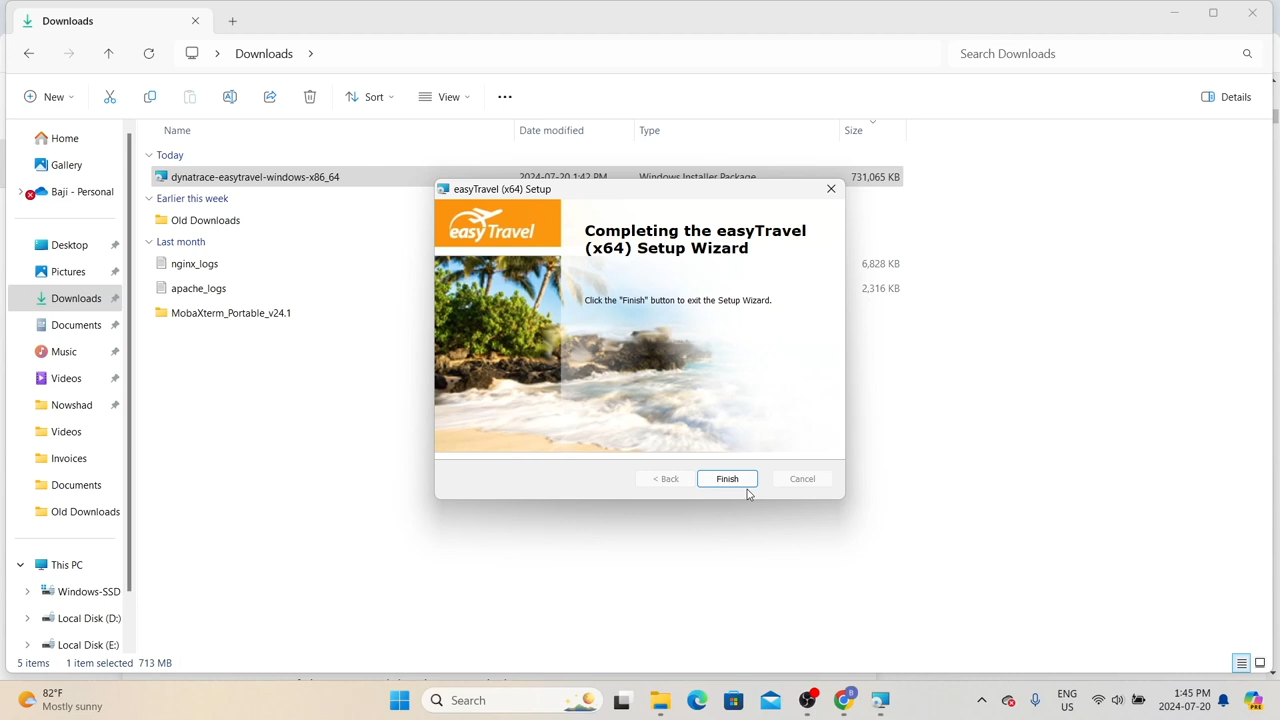 Downloads
Downloads
Search Downloads
New
Sort
View
Details
Name
Date modified
Type
Size
Home
Gallery
Baji - Personal
Desktop
Pictures
Downloads
Documents
Music
Videos
Nowshad
Videos
Invoices
Documents
Old Downloads
This PC
Windows-SSD
Local Disk (D:)
Local Disk (E:)
Today
dynatrace-easytravel-windows-x86_64 2024-07-20 1:42 PM Windows Installer Package 731,065 KB
Earlier this week
Old Downloads
Last month
nginx_logs 6,828 KB
apache_logs 2,316 KB
MobaXterm_Portable_v24.1
easyTravel (x64) Setup
easyTravel
Completing the easyTravel
(x64) Setup Wizard
Click the "Finish" button to exit the Setup Wizard.
< Back
Finish
Cancel
5 items 1 item selected 713 MB
82°F
Mostly sunny
Search
8
ENG
US
1:45 PM
2024-07-20
PRE